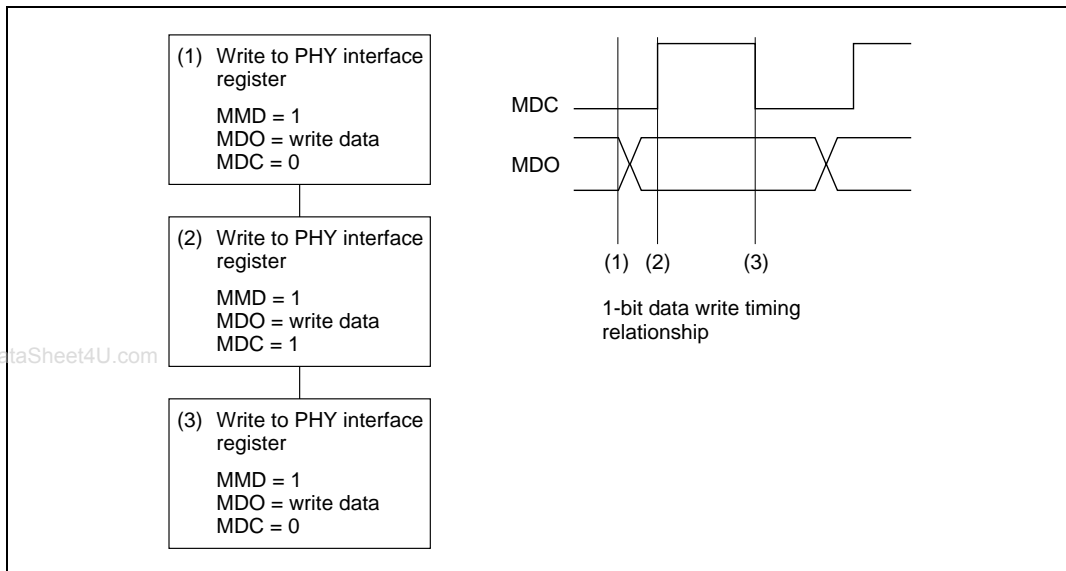 (1) Write to PHY interface
register
MMD = 1
MDO = write data
MDC = 0
(2) Write to PHY interface
register
MMD = 1
MDO = write data
MDC = 1
(3) Write to PHY interface
register
MMD = 1
MDO = write data
MDC = 0
MDC
MDO
(1) (2) (3)
1-bit data write timing
relationship
ataSheet4U.com